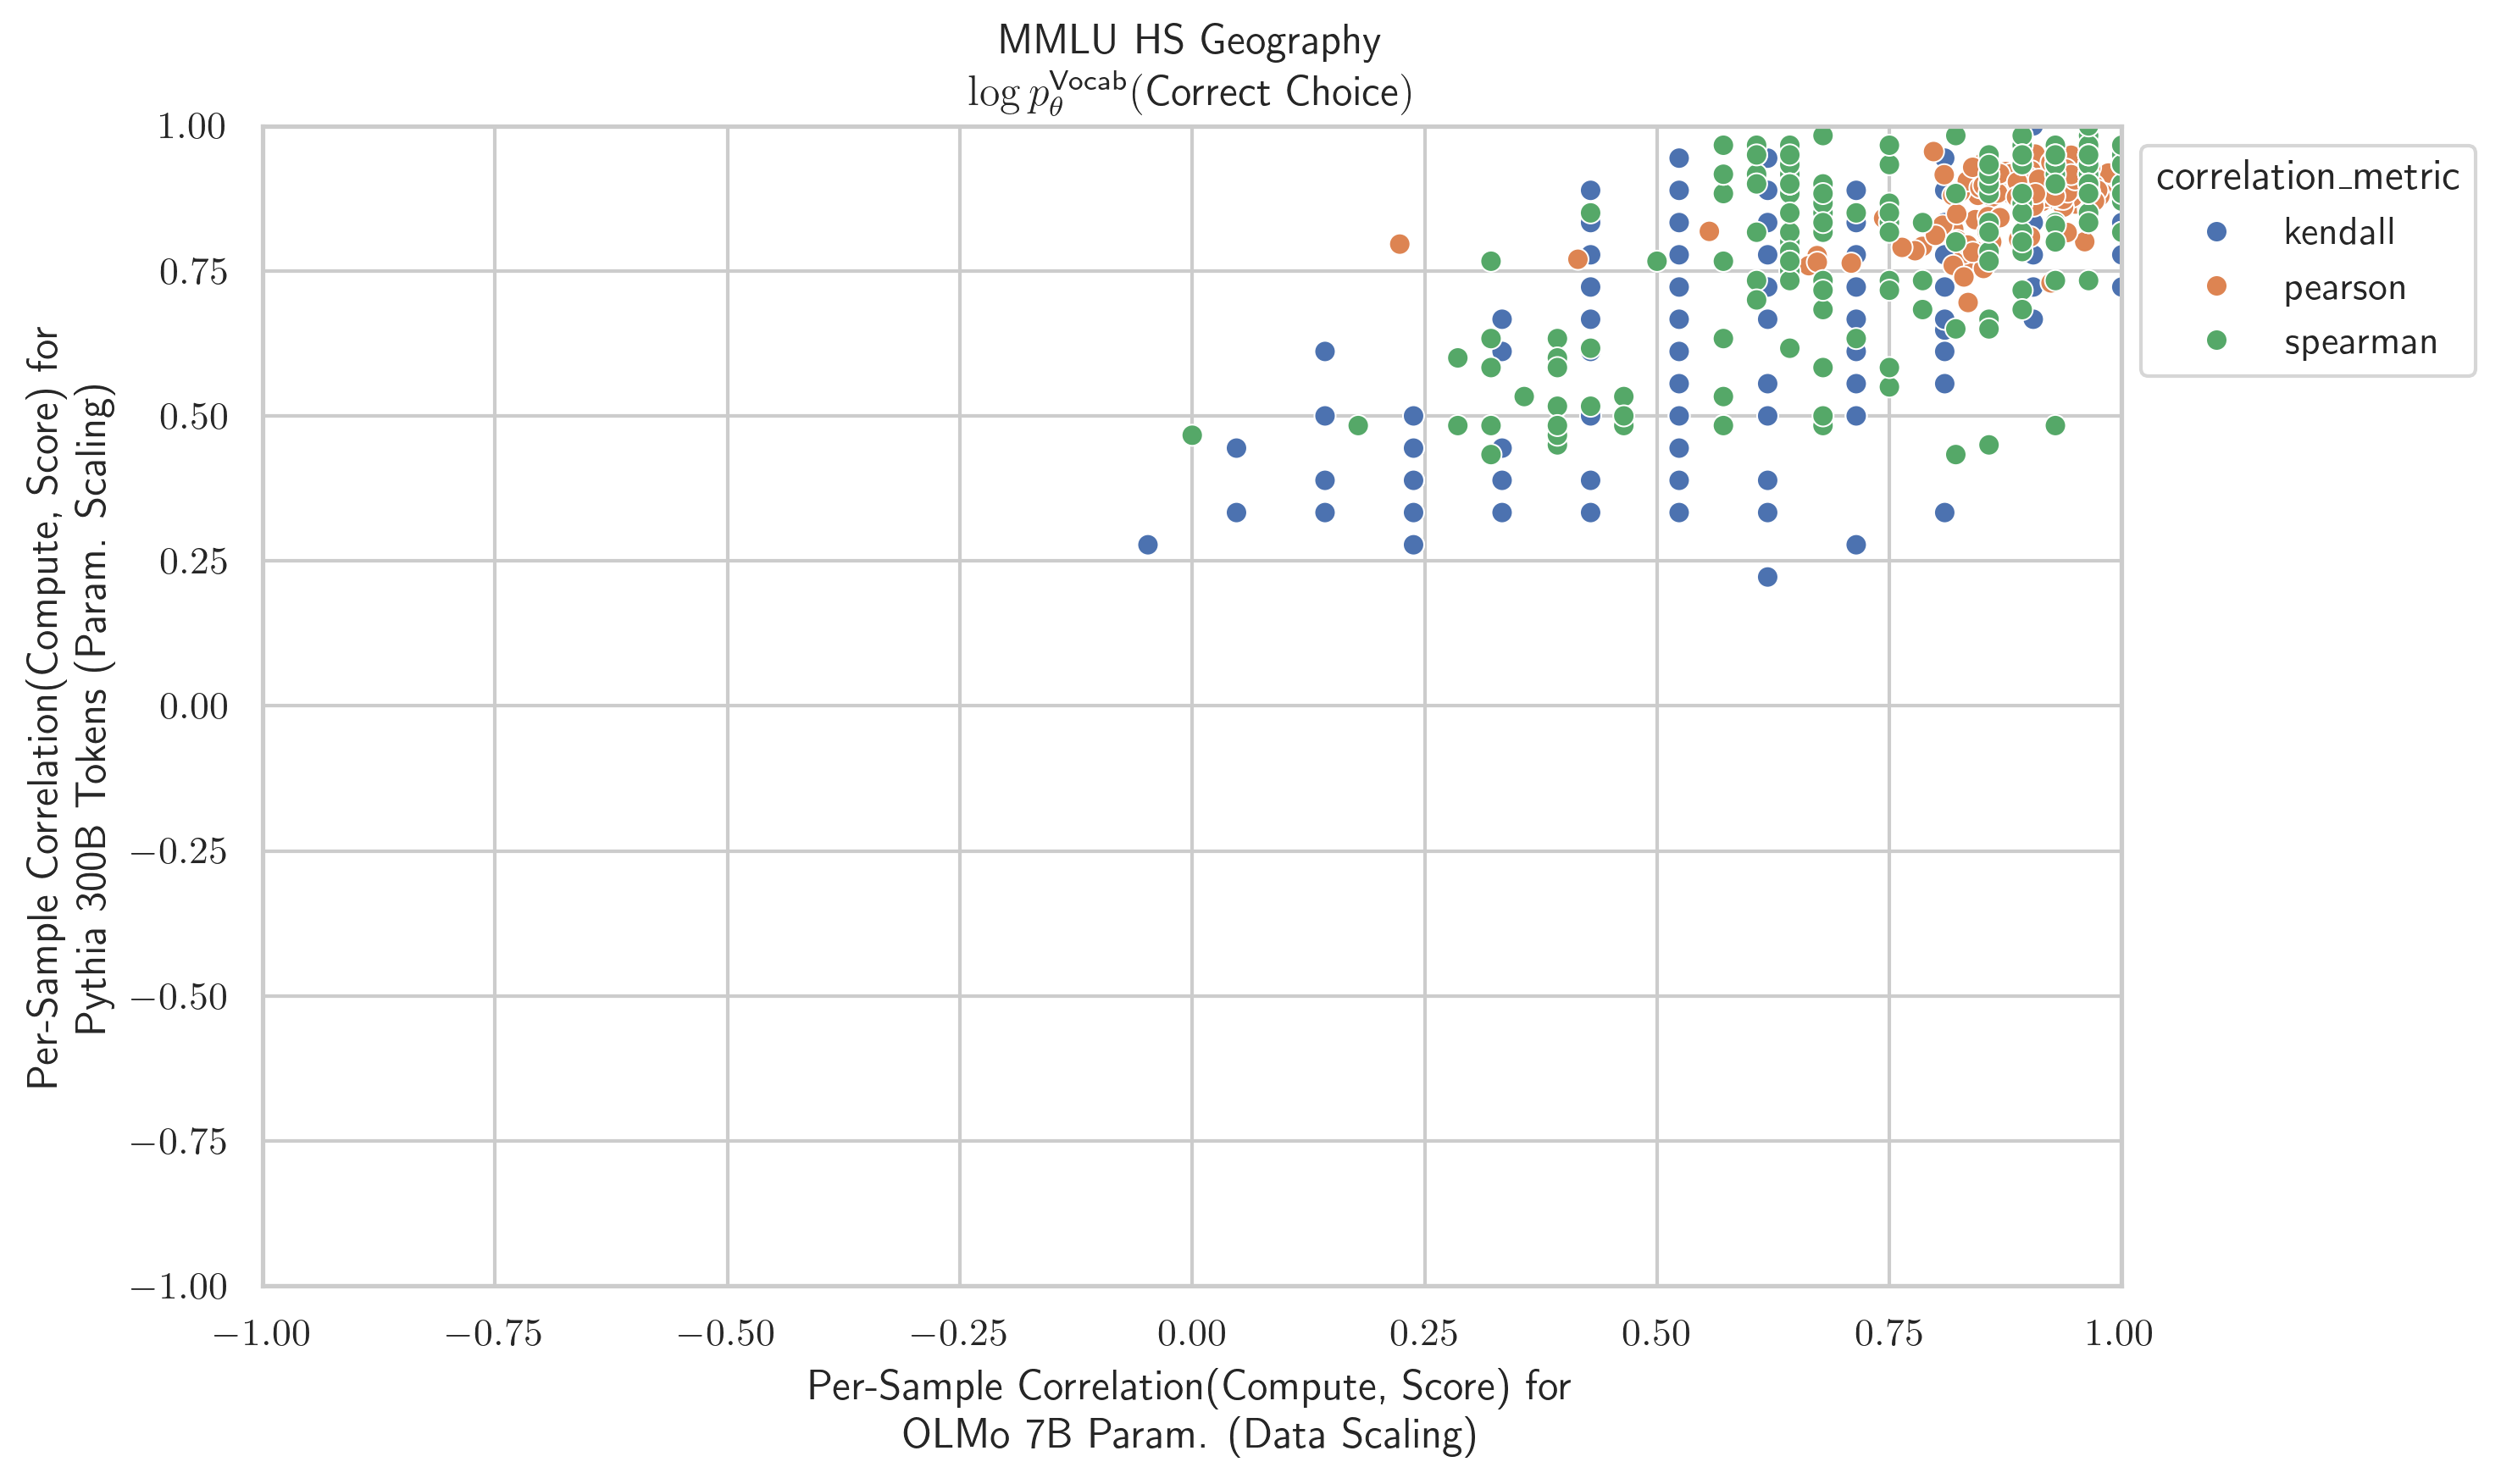 MMLU HS Geography
log p_θ^Vocab(Correct Choice)
1.00
0.75
0.50
0.25
0.00
−0.25
−0.50
−0.75
−1.00
Per-Sample Correlation(Compute, Score) for
Pythia 300B Tokens (Param. Scaling)
correlation_metric
kendall
pearson
spearman
−1.00 −0.75 −0.50 −0.25 0.00 0.25 0.50 0.75 1.00
Per-Sample Correlation(Compute, Score) for
OLMo 7B Param. (Data Scaling)